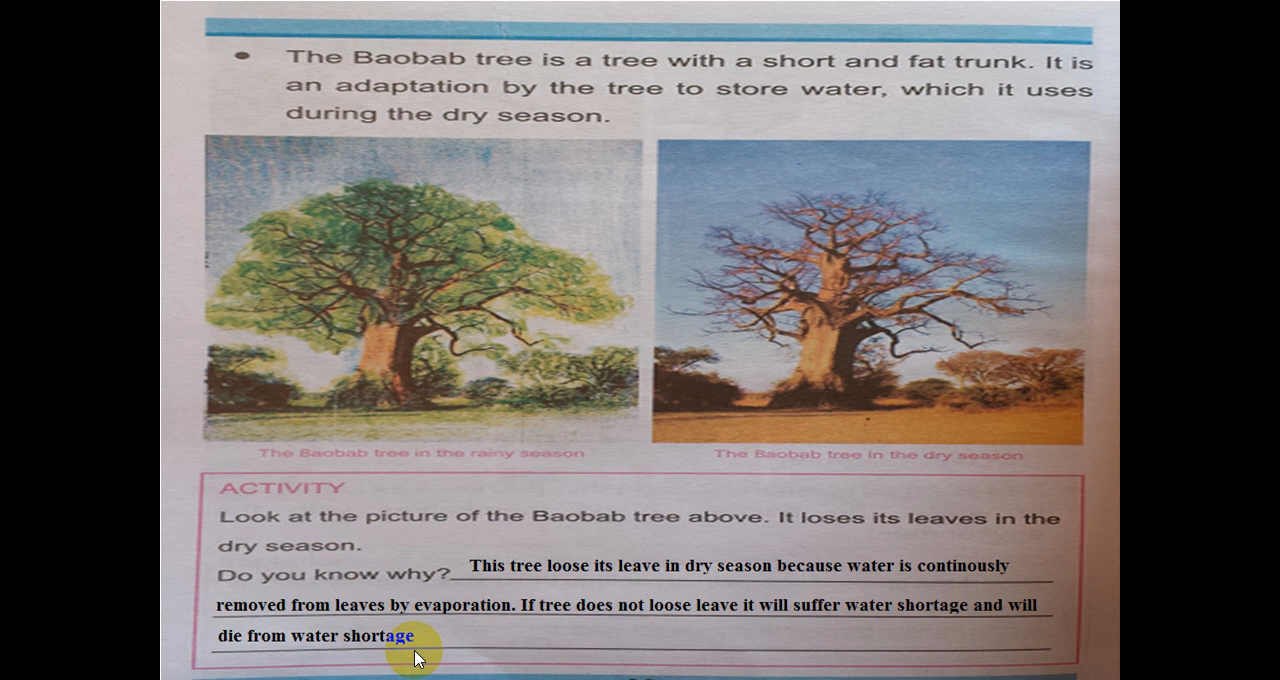 The Baobab tree is a tree with a short and fat trunk. It is
an adaptation by the tree to store water, which it uses
during the dry season.
The Baobab tree in the rainy season
The Baobab tree in the dry season
ACTIVITY
Look at the picture of the Baobab tree above. It loses its leaves in the
dry season.
Do you know why? This tree loose its leave in dry season because water is continously
removed from leaves by evaporation. If tree does not loose leave it will suffer water shortage and will
die from water shortage